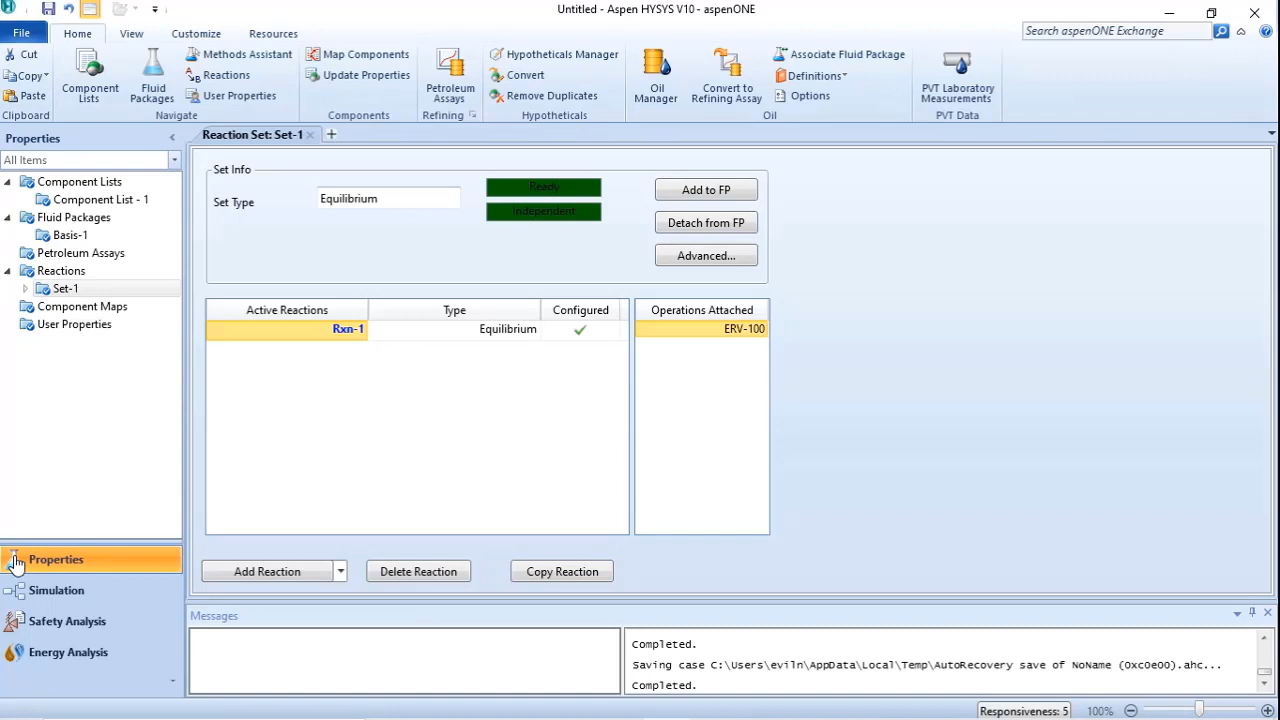 Untitled - Aspen HYSYS V10 - aspenONE
File Home View Customize Resources
Search aspenONE Exchange
Cut
Copy
Paste
Clipboard
Component Lists
Fluid Packages
Methods Assistant
Reactions
User Properties
Navigate
Map Components
Update Properties
Components
Petroleum Assays
Refining
Hypotheticals Manager
Convert
Remove Duplicates
Hypotheticals
Oil Manager
Convert to Refining Assay
Associate Fluid Package
Definitions
Options
Oil
PVT Laboratory Measurements
PVT Data
Properties
All Items
Component Lists
Component List - 1
Fluid Packages
Basis-1
Petroleum Assays
Reactions
Set-1
Component Maps
User Properties
Properties
Simulation
Safety Analysis
Energy Analysis
Reaction Set: Set-1
Set Info
Set Type Equilibrium
Ready
Independent
Add to FP
Detach from FP
Advanced...
Active Reactions Type Configured
Rxn-1 Equilibrium
Operations Attached
ERV-100
Add Reaction Delete Reaction Copy Reaction
Messages
Completed.
Saving case C:\Users\eviln\AppData\Local\Temp\AutoRecovery save of NoName (0xc0e00).ahc...
Completed.
Responsiveness: 5 100%